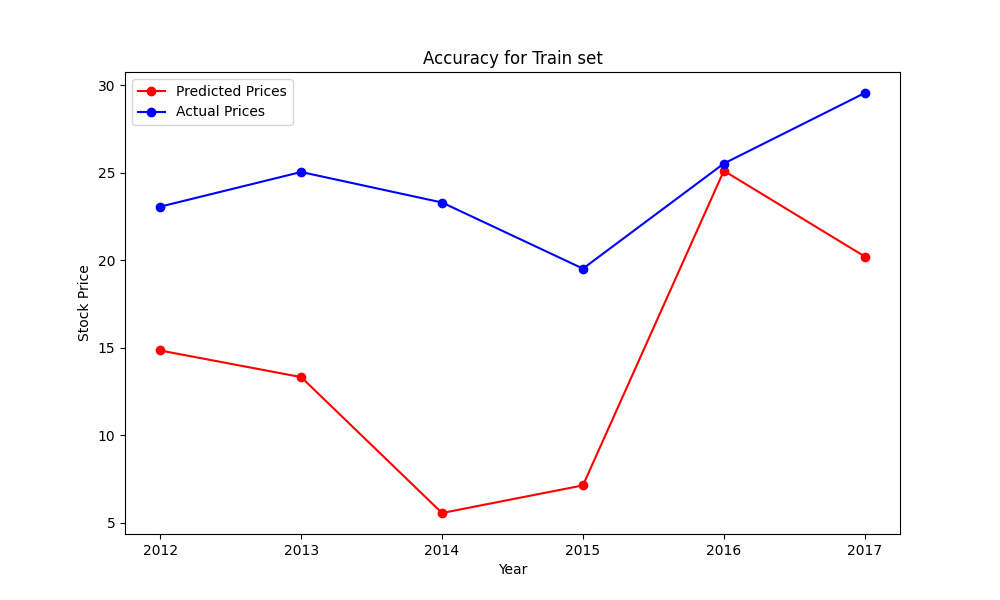 Accuracy for Train set
Predicted Prices
Actual Prices
30
25
20
15
10
5
Stock Price
2012 2013 2014 2015 2016 2017
Year